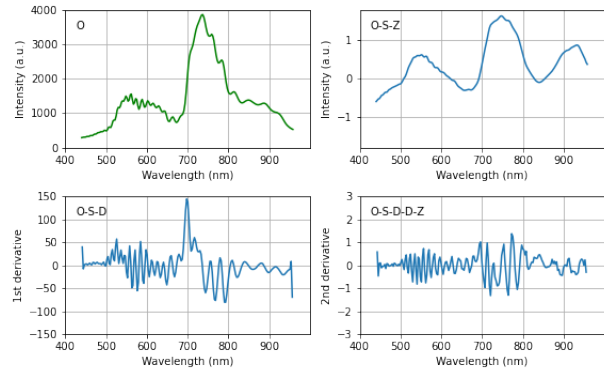 O
4000
3000
2000
1000
0
Intensity (a.u.)
400 500 600 700 800 900
Wavelength (nm)
O-S-Z
1
0
−1
Intensity (a.u.)
400 500 600 700 800 900
Wavelength (nm)
O-S-D
150
100
50
0
−50
−100
−150
1st derivative
400 500 600 700 800 900
Wavelength (nm)
O-S-D-D-Z
3
2
1
0
−1
−2
−3
2nd derivative
400 500 600 700 800 900
Wavelength (nm)